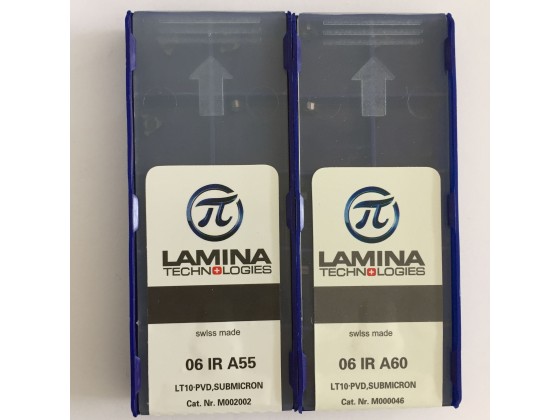 π
LAMINA
TECHNOLOGIES
swiss made
06 IR A55
LT10·PVD,SUBMICRON
Cat. Nr. M002002
π
LAMINA
TECHNOLOGIES
swiss made
06 IR A60
LT10·PVD,SUBMICRON
Cat. Nr. M000046